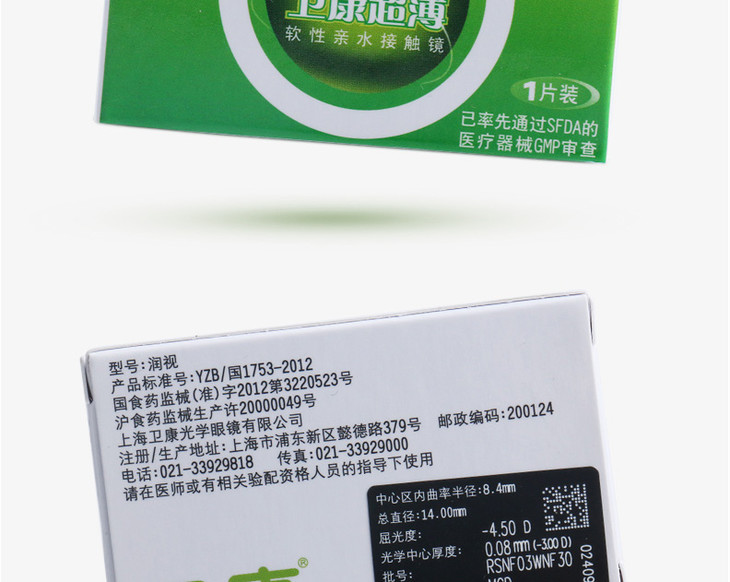 卫康超薄
软性亲水接触镜
1片装
已率先通过SFDA的
医疗器械GMP审查
型号:润视
产品标准号:YZB/国1753-2012
国食药监械(准)字2012第3220523号
沪食药监械生产许20000049号
上海卫康光学眼镜有限公司
注册/生产地址:上海市浦东新区懿德路379号 邮政编码:200124
电话:021-33929818 传真:021-33929000
请在医师或有相关验配资格人员的指导下使用
中心区内曲率半径:8.4mm
总直径:14.00mm
屈光度: -4.50 D
光学中心厚度: 0.08mm(-3.00 D)
批号: RSNF03WNF30